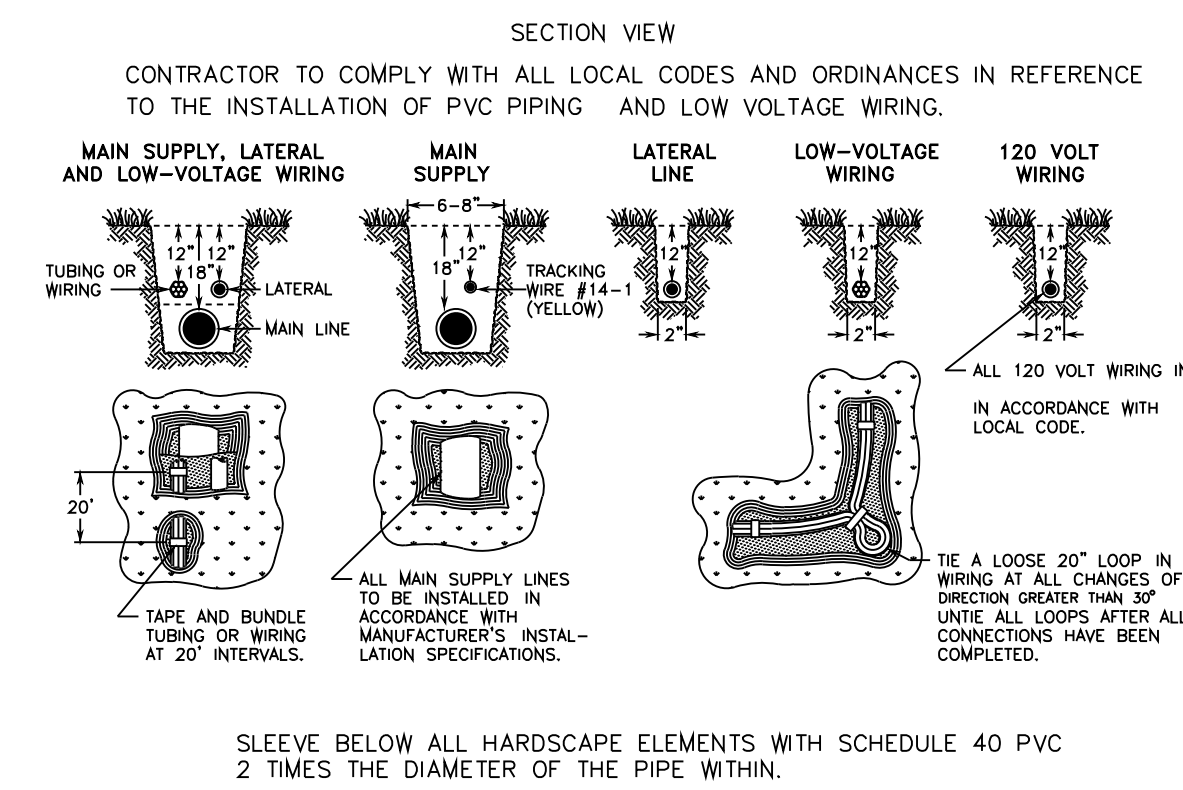 SECTION VIEW
CONTRACTOR TO COMPLY WITH ALL LOCAL CODES AND ORDINANCES IN REFERENCE
TO THE INSTALLATION OF PVC PIPING AND LOW VOLTAGE WIRING.
MAIN SUPPLY, LATERAL
AND LOW-VOLTAGE WIRING
12"
12"
18"
TUBING OR
WIRING
LATERAL
MAIN LINE
MAIN
SUPPLY
6-8"
12"
18"
TRACKING
WIRE #14-1
(YELLOW)
LATERAL
LINE
12"
2"
LOW-VOLTAGE
WIRING
12"
2"
120 VOLT
WIRING
12"
2"
ALL 120 VOLT WIRING
IN ACCORDANCE WITH
LOCAL CODE.
20'
TAPE AND BUNDLE
TUBING OR WIRING
AT 20' INTERVALS.
ALL MAIN SUPPLY LINES
TO BE INSTALLED IN
ACCORDANCE WITH
MANUFACTURER'S INSTAL-
LATION SPECIFICATIONS.
TIE A LOOSE 20" LOOP IN
WIRING AT ALL CHANGES OF
DIRECTION GREATER THAN 30°
UNTIE ALL LOOPS AFTER ALL
CONNECTIONS HAVE BEEN
COMPLETED.
SLEEVE BELOW ALL HARDSCAPE ELEMENTS WITH SCHEDULE 40 PVC
2 TIMES THE DIAMETER OF THE PIPE WITHIN.